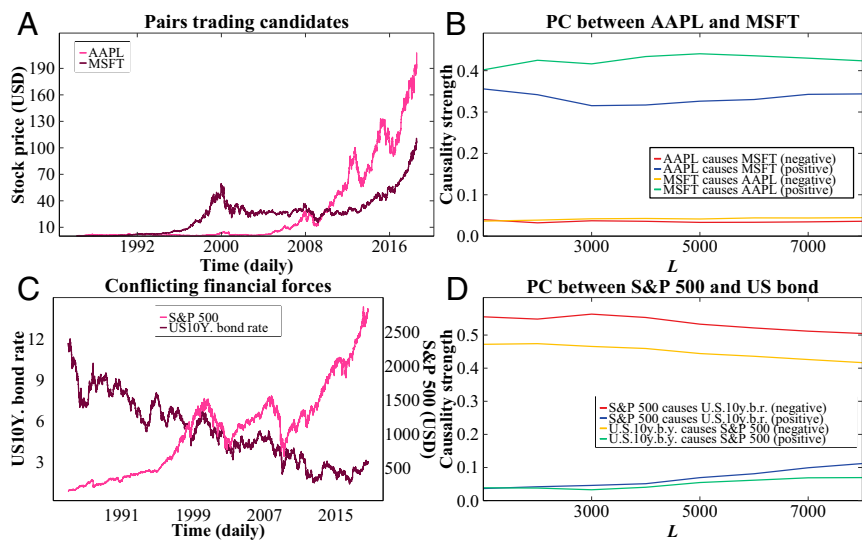 A
Pairs trading candidates
AAPL
MSFT
Stock price (USD)
190
160
130
100
70
40
10
1992
2000
2008
2016
Time (daily)
B
PC between AAPL and MSFT
Causality strength
0.4
0.3
0.2
0.1
0.0
AAPL causes MSFT (negative)
AAPL causes MSFT (positive)
MSFT causes AAPL (negative)
MSFT causes AAPL (positive)
3000
5000
7000
L
C
Conflicting financial forces
S&P 500
US10Y. bond rate
US10Y. bond rate
12
9
6
3
2500
2000
1500
1000
500
S&P 500 (USD)
1991
1999
2007
2015
Time (daily)
D
PC between S&P 500 and US bond
Causality strength
0.5
0.4
0.3
0.2
0.1
0.0
S&P 500 causes U.S.10y.b.r. (negative)
S&P 500 causes U.S.10y.b.r. (positive)
U.S.10y.b.y. causes S&P 500 (negative)
U.S.10y.b.y. causes S&P 500 (positive)
3000
5000
7000
L